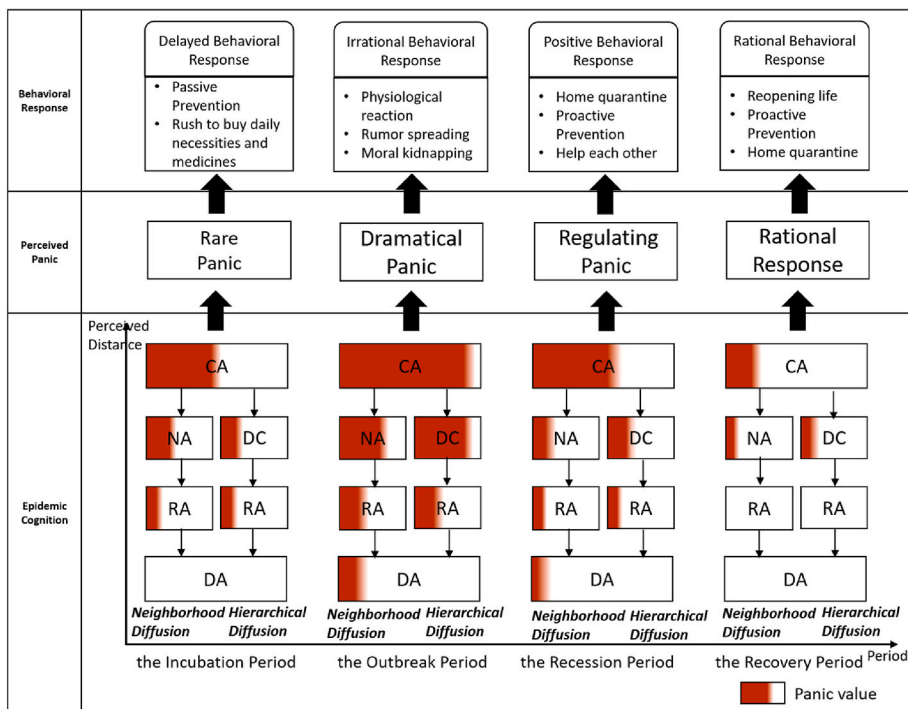 Behavioral
Response
Delayed Behavioral
Response
• Passive
Prevention
• Rush to buy daily
necessities and
medicines
Irrational Behavioral
Response
• Physiological
reaction
• Rumor spreading
• Moral kidnapping
Positive Behavioral
Response
• Home quarantine
• Proactive
Prevention
• Help each other
Rational Behavioral
Response
• Reopening life
• Proactive
Prevention
• Home quarantine
Perceived
Panic
Rare
Panic
Dramatical
Panic
Regulating
Panic
Rational
Response
Epidemic
Cognition
Perceived
Distance
CA
NA DC
RA RA
DA
Neighborhood Hierarchical
Diffusion Diffusion
the Incubation Period
CA
NA DC
RA RA
DA
Neighborhood Hierarchical
Diffusion Diffusion
the Outbreak Period
CA
NA DC
RA RA
DA
Neighborhood Hierarchical
Diffusion Diffusion
the Recession Period
CA
NA DC
RA RA
DA
Neighborhood Hierarchical
Diffusion Diffusion
the Recovery Period
Period
Panic value